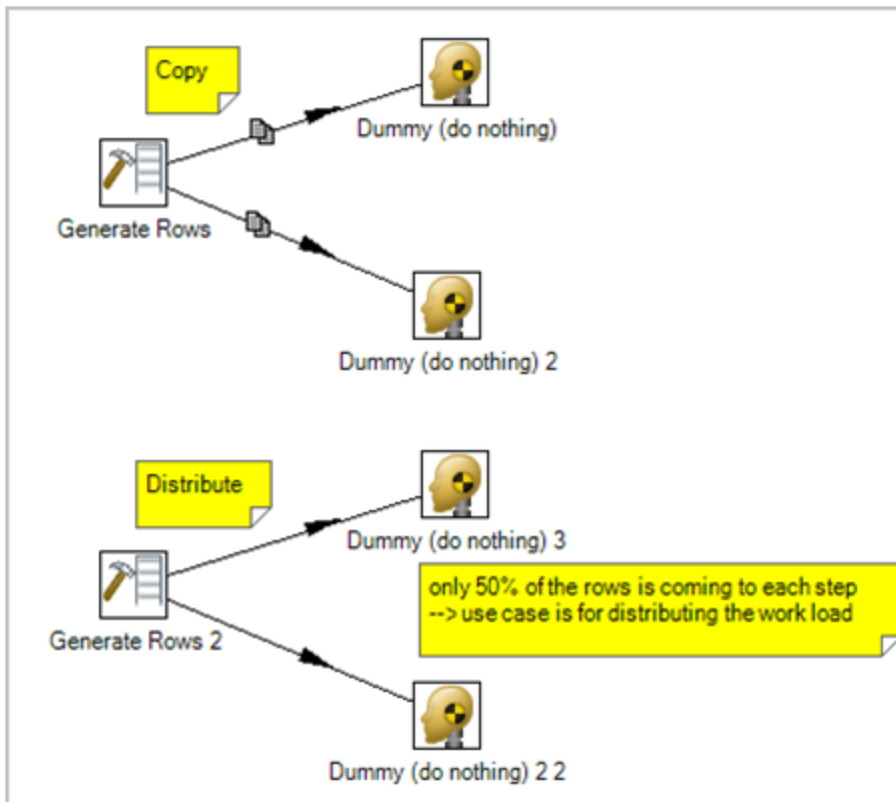 Copy
Dummy (do nothing)
Generate Rows
Dummy (do nothing) 2
Distribute
Dummy (do nothing) 3
only 50% of the rows is coming to each step
--> use case is for distributing the work load
Generate Rows 2
Dummy (do nothing) 2 2